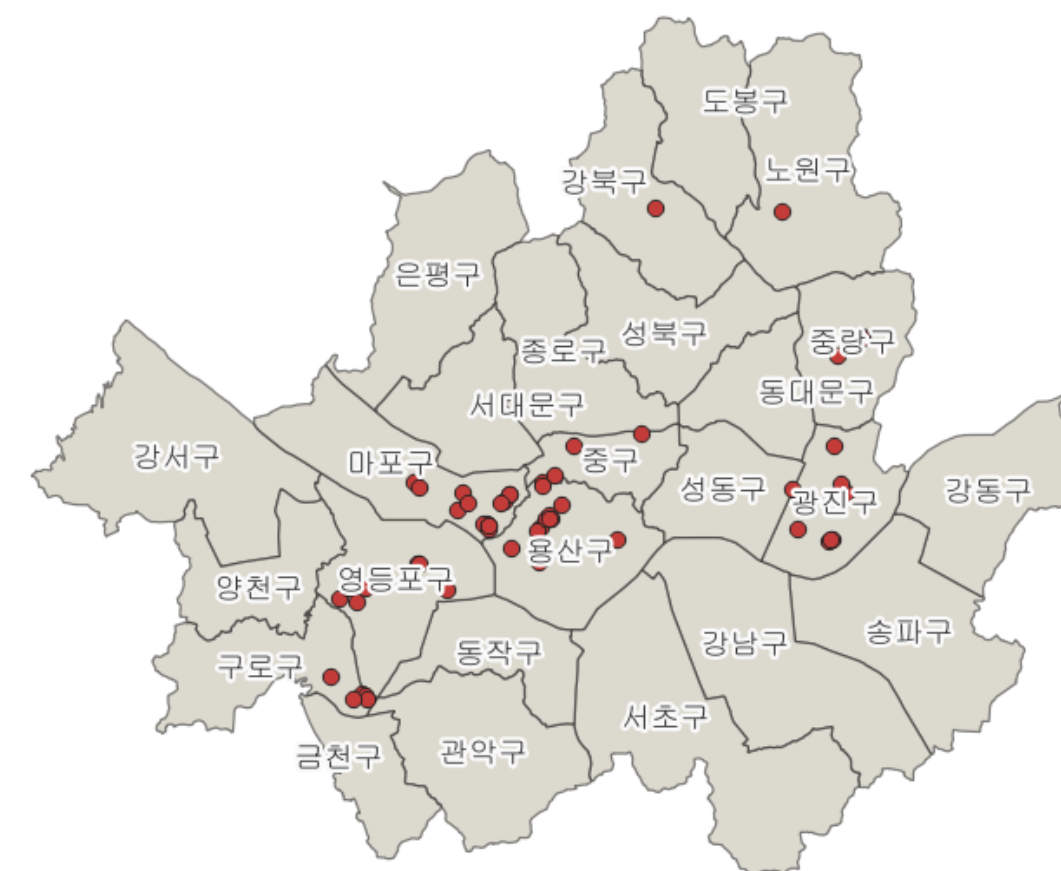 도봉구
노원구
강북구
은평구
성북구
중랑구
종로구
동대문구
서대문구
강서구
마포구
중구
성동구
광진구
강동구
용산구
영등포구
양천구
송파구
강남구
동작구
구로구
서초구
관악구
금천구